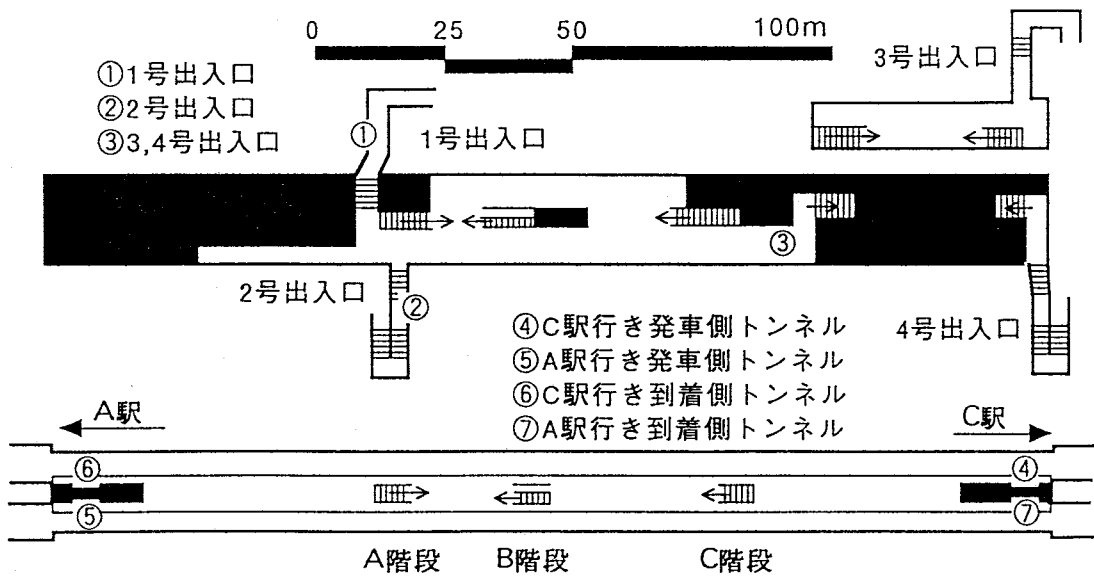 0 25 50 100m
①1号出入口
②2号出入口
③3,4号出入口
3号出入口
①
1号出入口
③
2号出入口
②
4号出入口
④C駅行き発車側トンネル
⑤A駅行き発車側トンネル
⑥C駅行き到着側トンネル
⑦A駅行き到着側トンネル
A駅
C駅
⑥
④
⑤
⑦
A階段 B階段 C階段